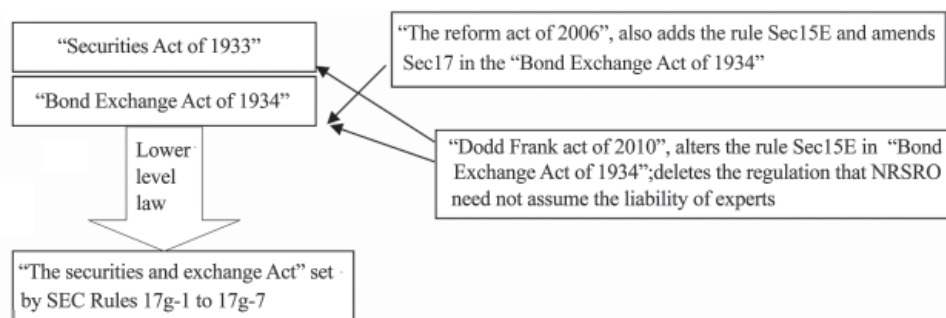 “Securities Act of 1933”
“Bond Exchange Act of 1934”
“The reform act of 2006”, also adds the rule Sec15E and amends
Sec17 in the “Bond Exchange Act of 1934”
“Dodd Frank act of 2010”, alters the rule Sec15E in “Bond
Exchange Act of 1934”;deletes the regulation that NRSRO
need not assume the liability of experts
Lower
level
law
“The securities and exchange Act” set
by SEC Rules 17g-1 to 17g-7